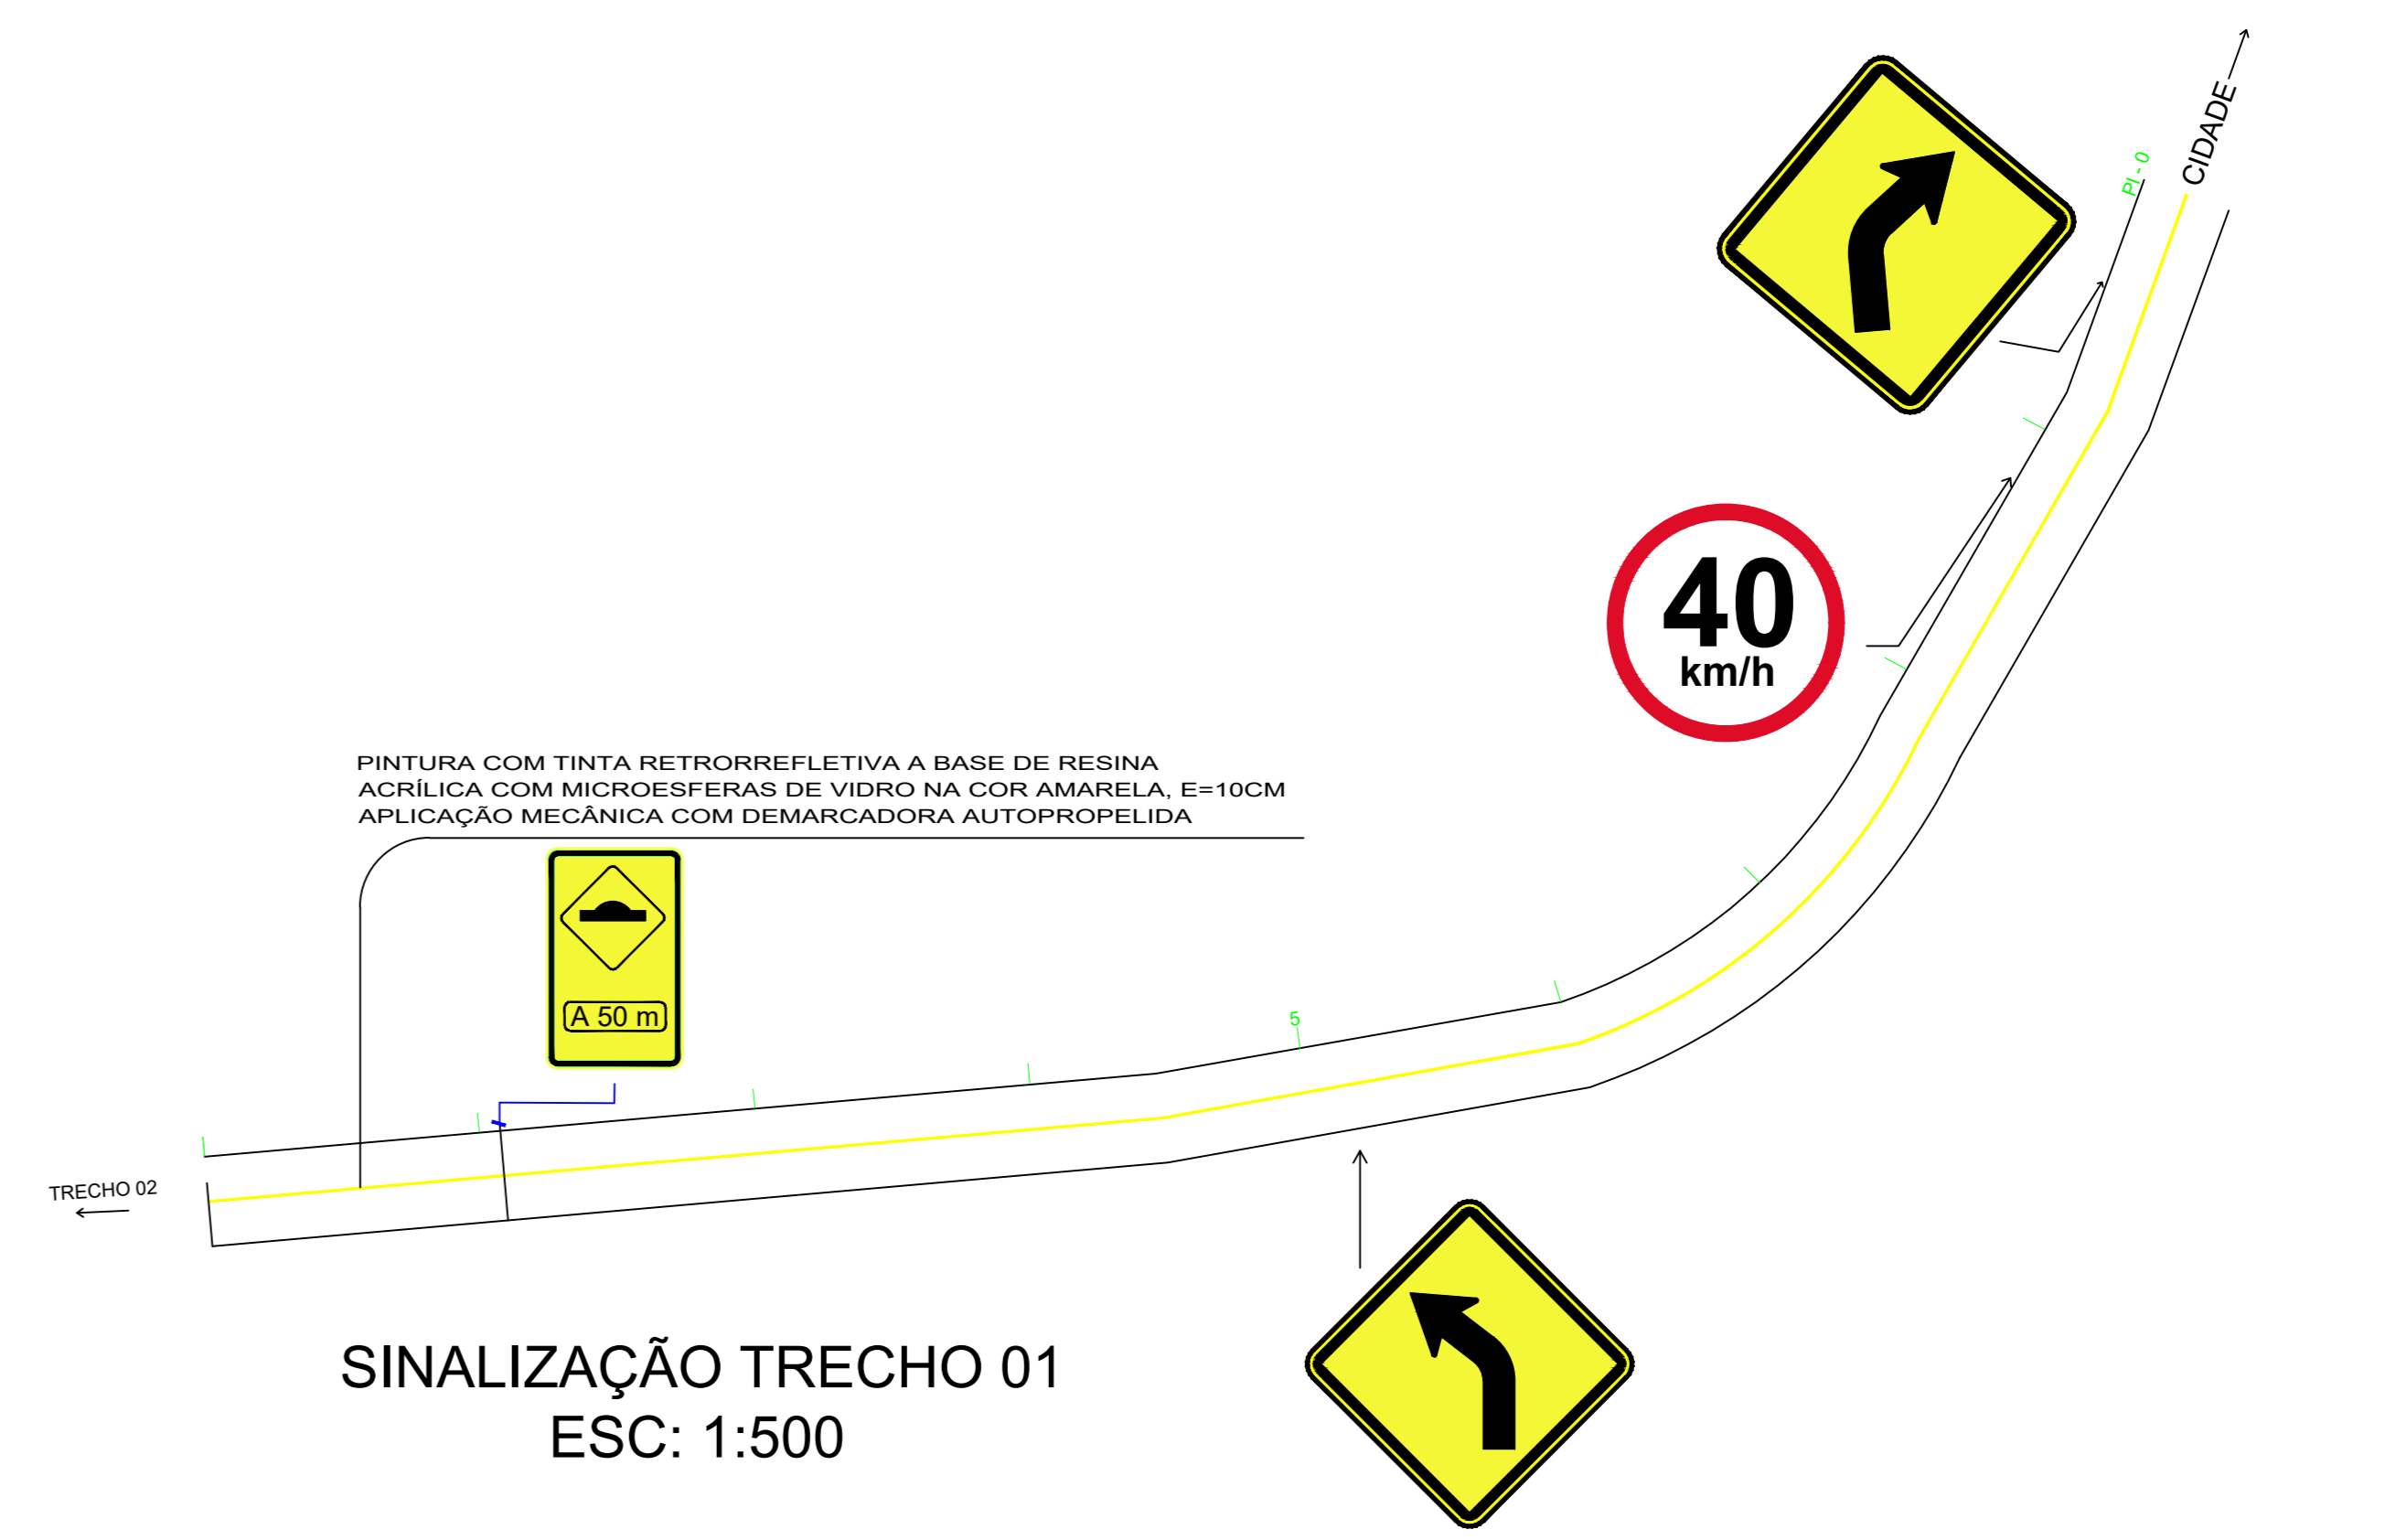 CIDADE
PI - 0
40
km/h
PINTURA COM TINTA RETRORREFLETIVA A BASE DE RESINA
ACRÍLICA COM MICROESFERAS DE VIDRO NA COR AMARELA, E=10CM
APLICAÇÃO MECÂNICA COM DEMARCADORA AUTOPROPELIDA
A 50 m
5
TRECHO 02
SINALIZAÇÃO TRECHO 01
ESC: 1:500